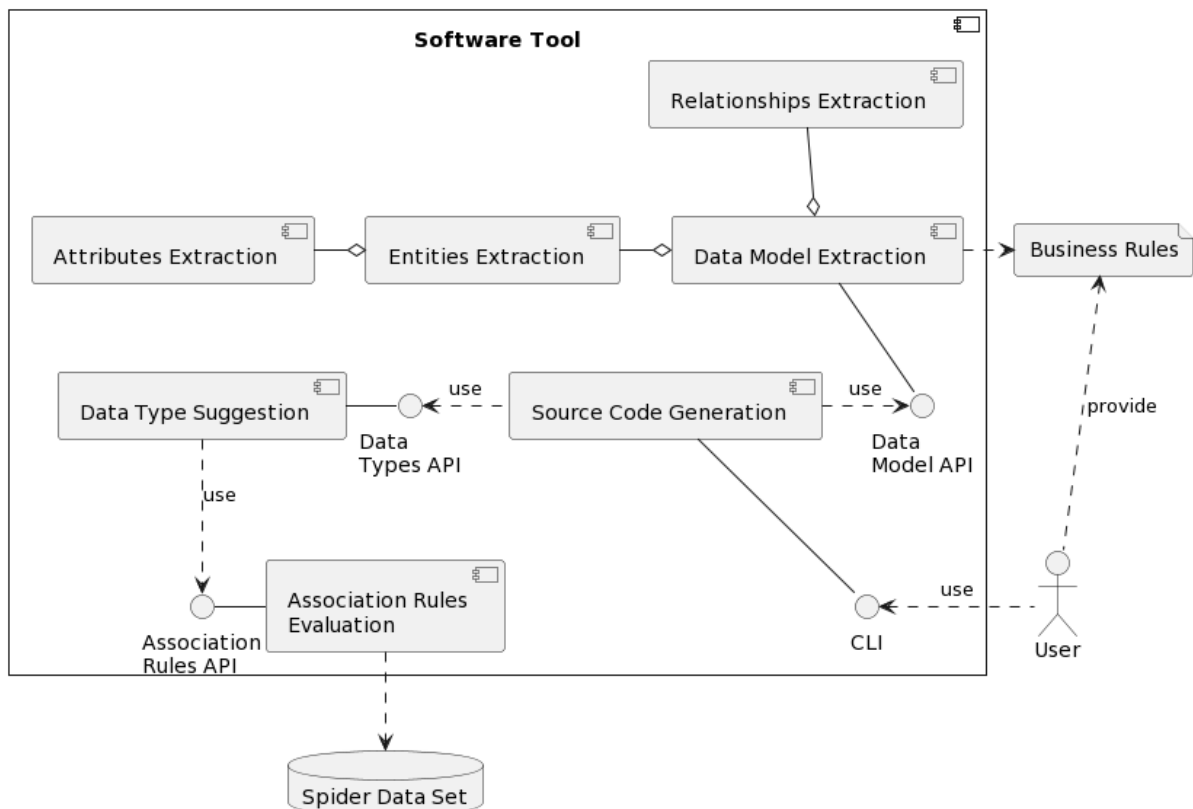 Software Tool
Relationships Extraction
Attributes Extraction
Entities Extraction
Data Model Extraction
Business Rules
use
use
Data Type Suggestion
Source Code Generation
provide
Data
Types API
Data
Model API
use
Association Rules
Evaluation
use
Association
Rules API
CLI
User
Spider Data Set